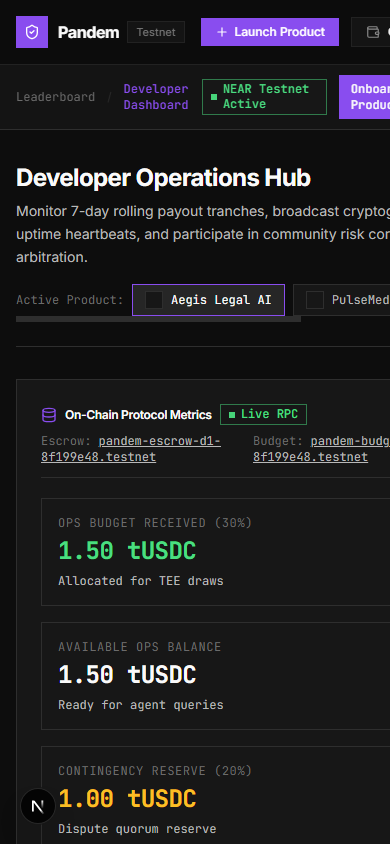 Pandem Testnet Launch Product
Leaderboard / Developer Dashboard NEAR Testnet Active
Developer Operations Hub
Monitor 7-day rolling payout tranches, broadcast
uptime heartbeats, and participate in community risk
arbitration.
Active Product: Aegis Legal AI PulseMed
On-Chain Protocol Metrics Live RPC
Escrow: pandem-escrow-d1-
8f199e48.testnet
Budget: pandem-budg
8f199e48.testnet
OPS BUDGET RECEIVED (30%)
1.50 tUSDC
Allocated for TEE draws
AVAILABLE OPS BALANCE
1.50 tUSDC
Ready for agent queries
CONTINGENCY RESERVE (20%)
1.00 tUSDC
Dispute quorum reserve
N